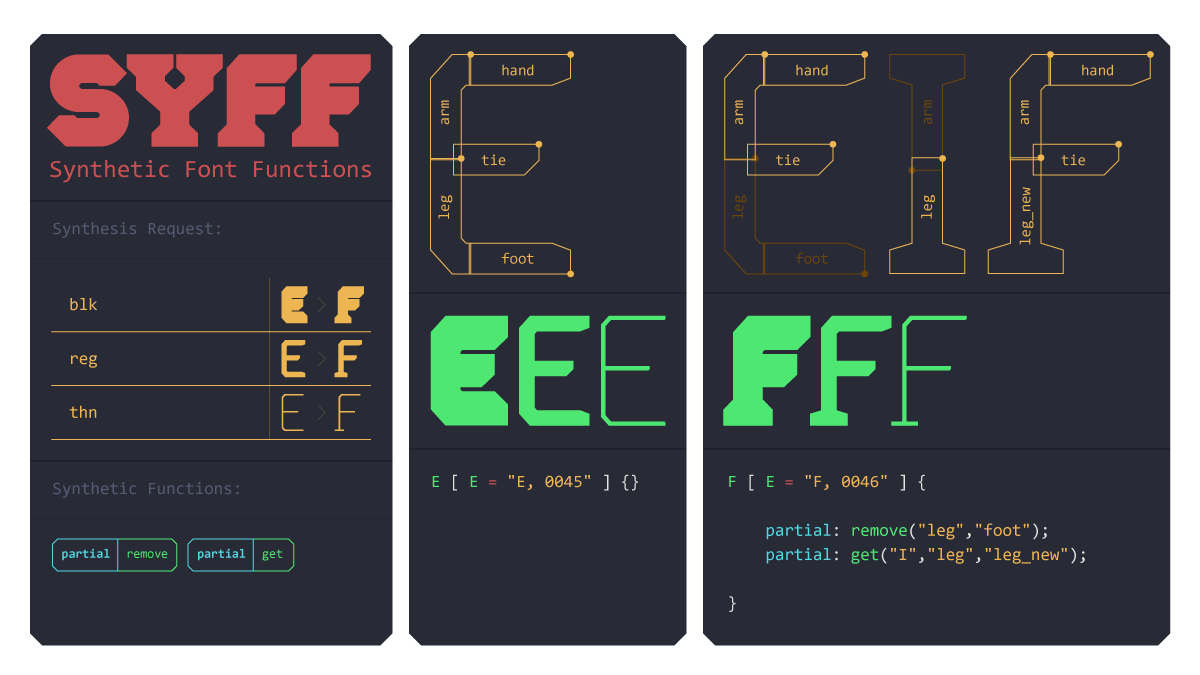 SYFF
Synthetic Font Functions
Synthesis Request:
blk
E > F
reg
E > F
thn
E > F
Synthetic Functions:
partial remove
partial get
hand
arm
tie
leg
foot
E E E
E [ E = "E, 0045" ] {}
hand
arm
tie
leg
foot
arm
leg
hand
arm
tie
leg_new
F F F
F [ E = "F, 0046" ] {
partial: remove("leg","foot");
partial: get("I","leg","leg_new");
}